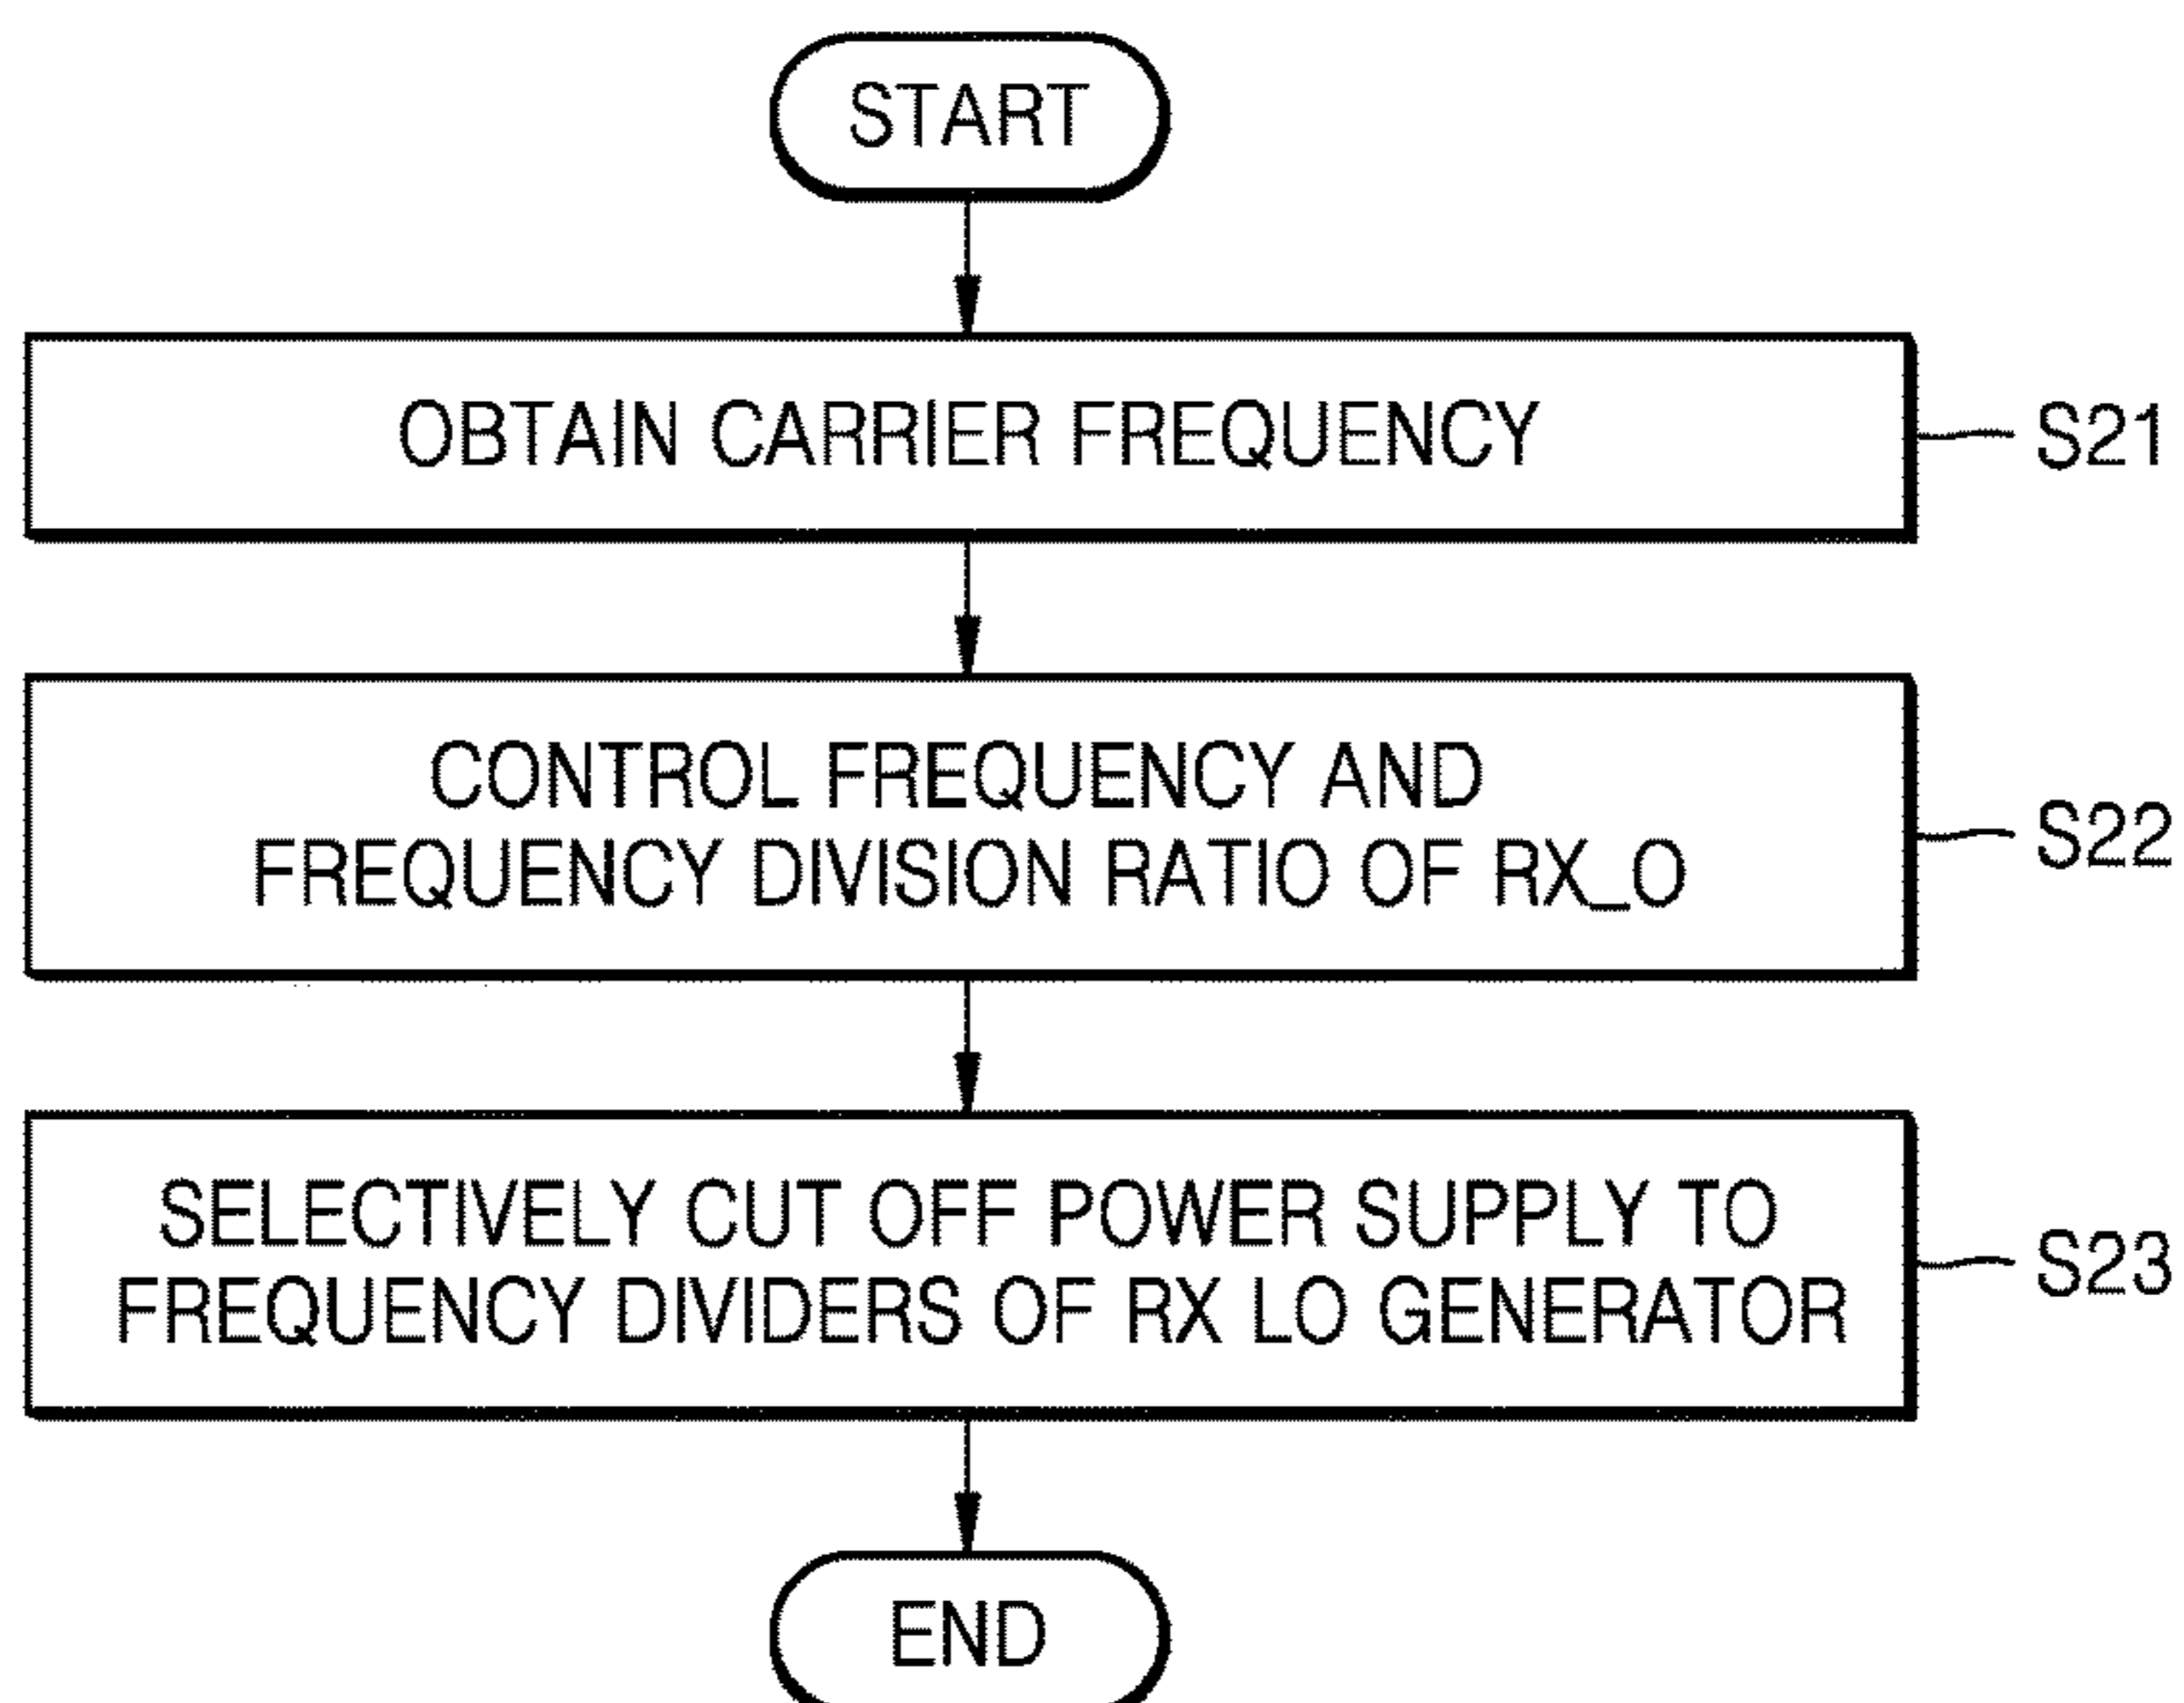 START
OBTAIN CARRIER FREQUENCY
S21
CONTROL FREQUENCY AND
FREQUENCY DIVISION RATIO OF RX_O
S22
SELECTIVELY CUT OFF POWER SUPPLY TO
FREQUENCY DIVIDERS OF RX LO GENERATOR
S23
END